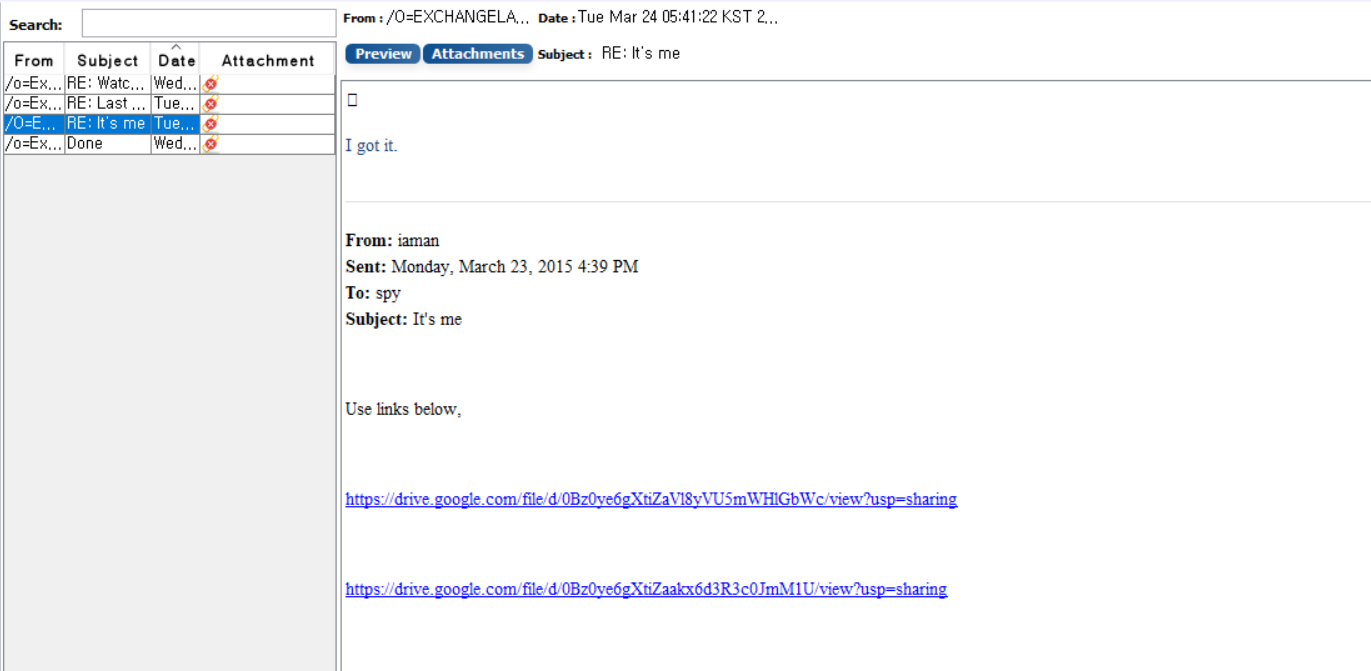 Search:
From : /O=EXCHANGELA... Date : Tue Mar 24 05:41:22 KST 2...
Preview Attachments Subject : RE: It's me
From Subject Date Attachment
/o=Ex... RE: Watc... Wed...
/o=Ex... RE: Last ... Tue...
/O=E... RE: It's me Tue...
/o=Ex... Done Wed...
I got it.
From: iaman
Sent: Monday, March 23, 2015 4:39 PM
To: spy
Subject: It's me
Use links below,
https://drive.google.com/file/d/0Bz0ye6gXtiZaVl8yVU5mWHlGbWc/view?usp=sharing
https://drive.google.com/file/d/0Bz0ye6gXtiZaakx6d3R3c0JmM1U/view?usp=sharing